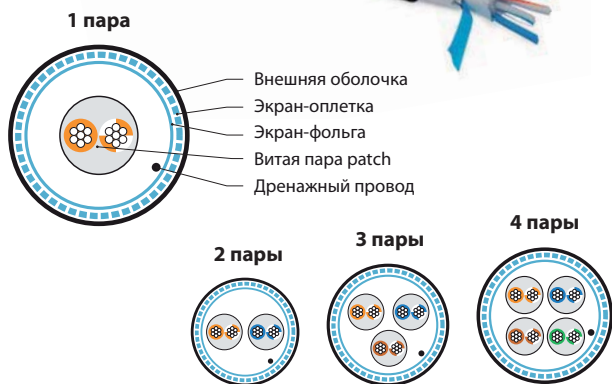 1 пара
Внешняя оболочка
Экран-оплетка
Экран-фольга
Витая пара patch
Дренажный провод
2 пары
3 пары
4 пары